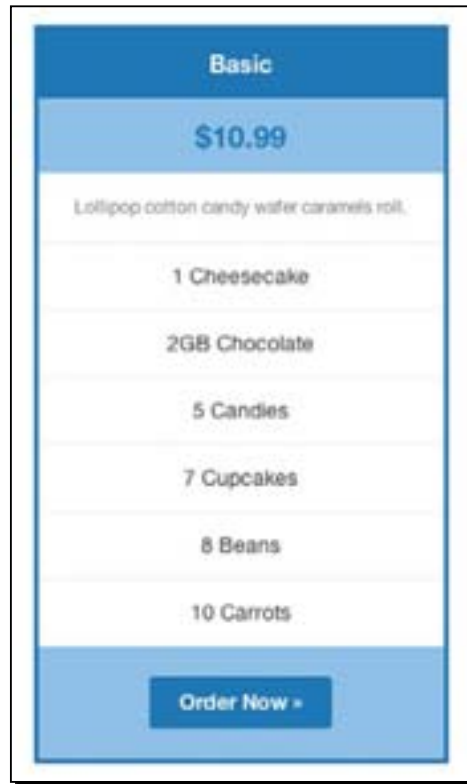 Basic
$10.99
Lollipop cotton candy wafer caramels roll.
1 Cheesecake
2GB Chocolate
5 Candies
7 Cupcakes
8 Beans
10 Carrots
Order Now »